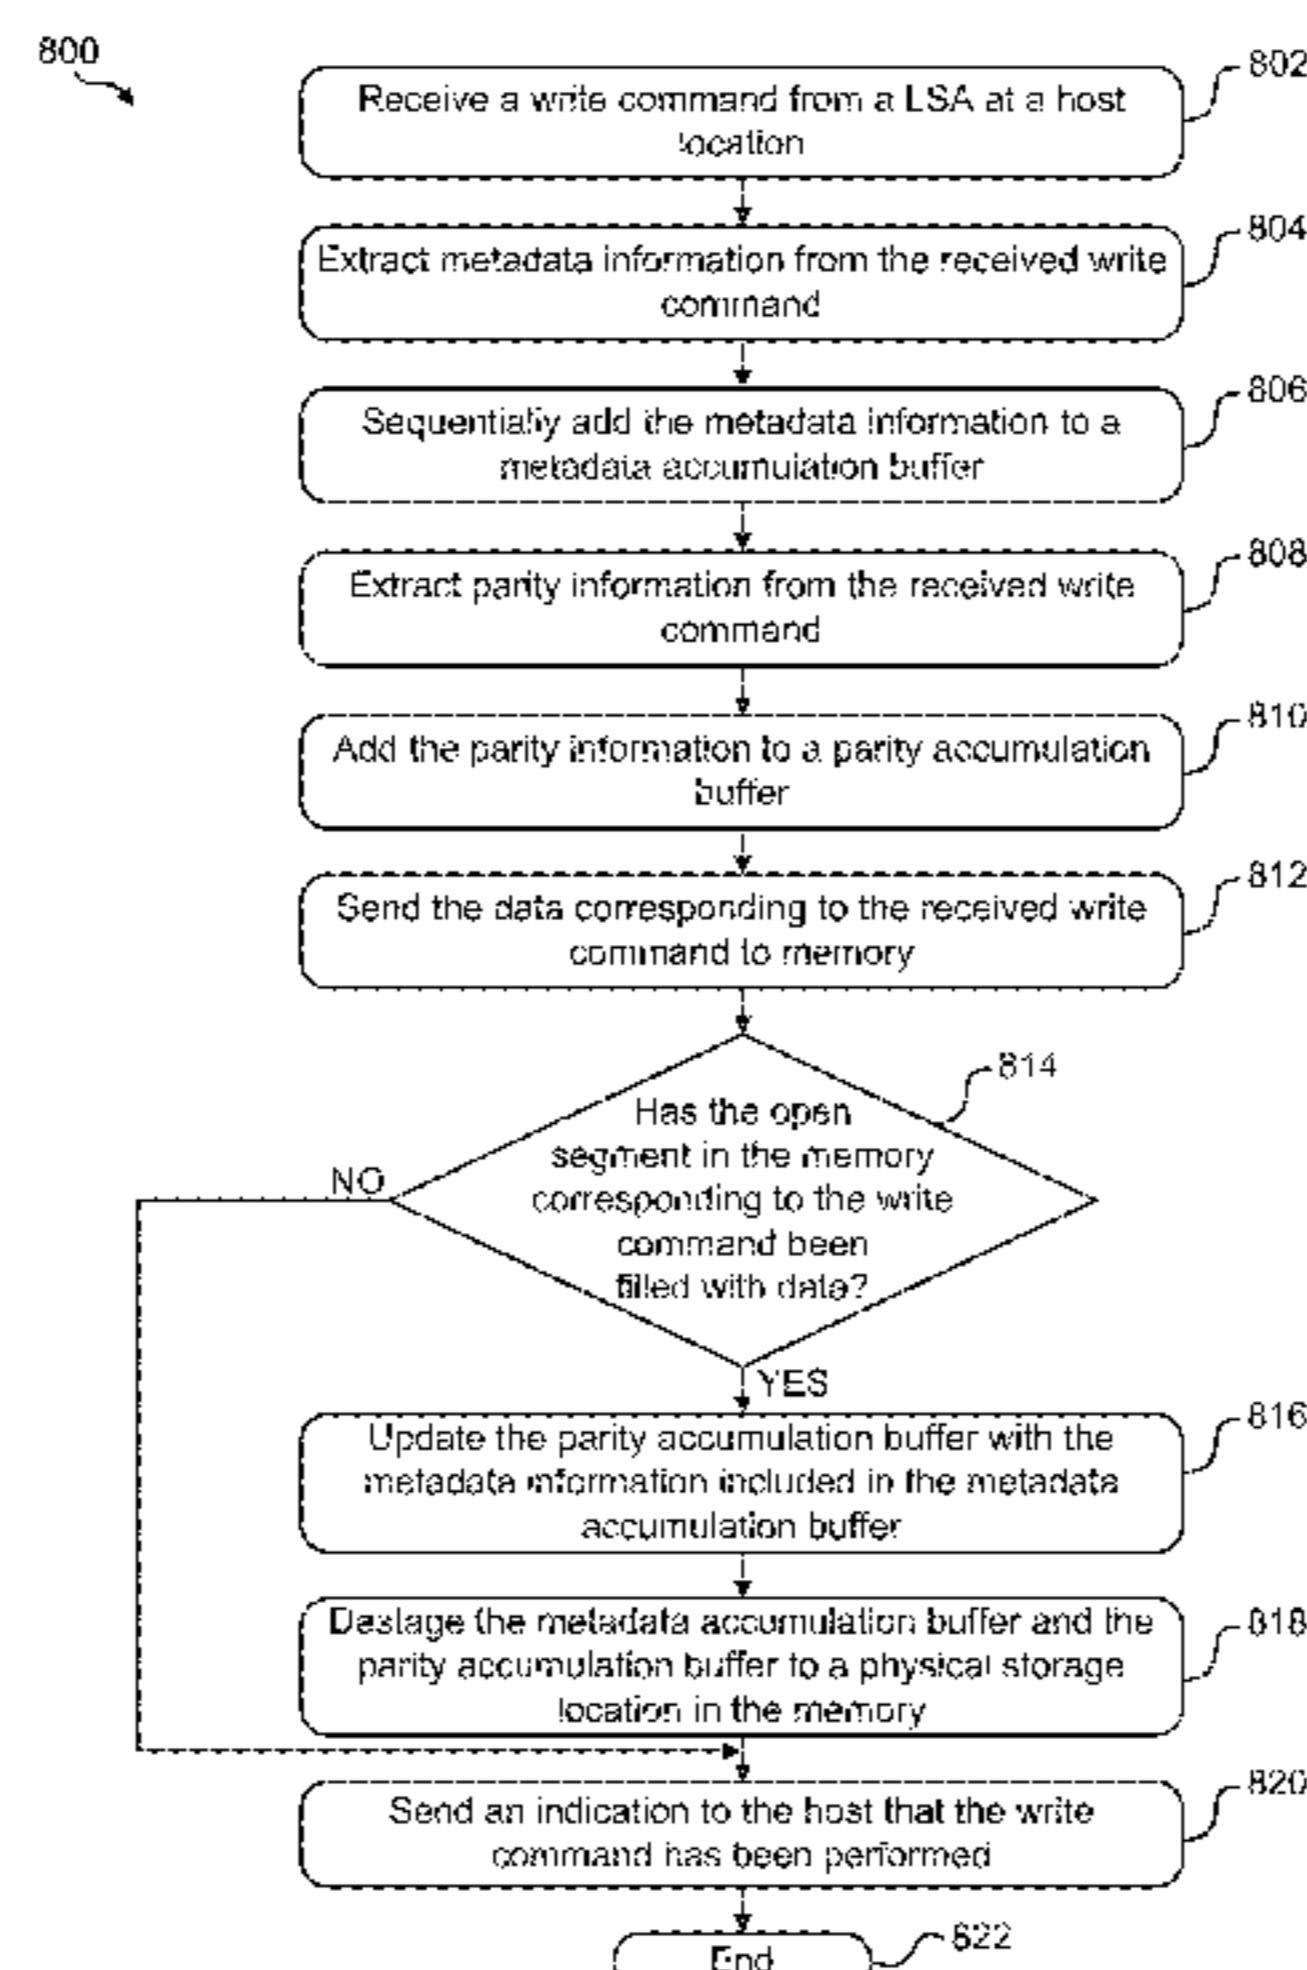 800
Receive a write command from a LSA at a host
location
802
Extract metadata information from the received write
command
804
Sequentially add the metadata information to a
metadata accumulation buffer
806
Extract parity information from the received write
command
808
Add the parity information to a parity accumulation
buffer
810
Send the data corresponding to the received write
command to memory
812
Has the open
segment in the memory
corresponding to the write
command been
filled with data?
814
NO
YES
Update the parity accumulation buffer with the
metadata information included in the metadata
accumulation buffer
816
Destage the metadata accumulation buffer and the
parity accumulation buffer to a physical storage
location in the memory
818
Send an indication to the host that the write
command has been performed
820
End
822